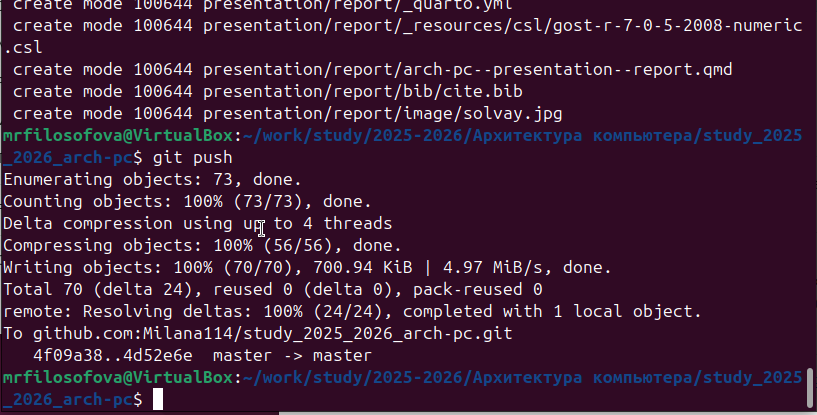 create mode 100644 presentation/report/_quarto.yml
create mode 100644 presentation/report/_resources/csl/gost-r-7-0-5-2008-numeric
.csl
create mode 100644 presentation/report/arch-pc--presentation--report.qmd
create mode 100644 presentation/report/bib/cite.bib
create mode 100644 presentation/report/image/solvay.jpg
mrfilosofova@VirtualBox:~/work/study/2025-2026/Архитектура компьютера/study_2025
_2026_arch-pc$ git push
Enumerating objects: 73, done.
Counting objects: 100% (73/73), done.
Delta compression using up to 4 threads
Compressing objects: 100% (56/56), done.
Writing objects: 100% (70/70), 700.94 KiB | 4.97 MiB/s, done.
Total 70 (delta 24), reused 0 (delta 0), pack-reused 0
remote: Resolving deltas: 100% (24/24), completed with 1 local object.
To github.com:Milana114/study_2025_2026_arch-pc.git
4f09a38..4d52e6e  master -> master
mrfilosofova@VirtualBox:~/work/study/2025-2026/Архитектура компьютера/study_2025
_2026_arch-pc$